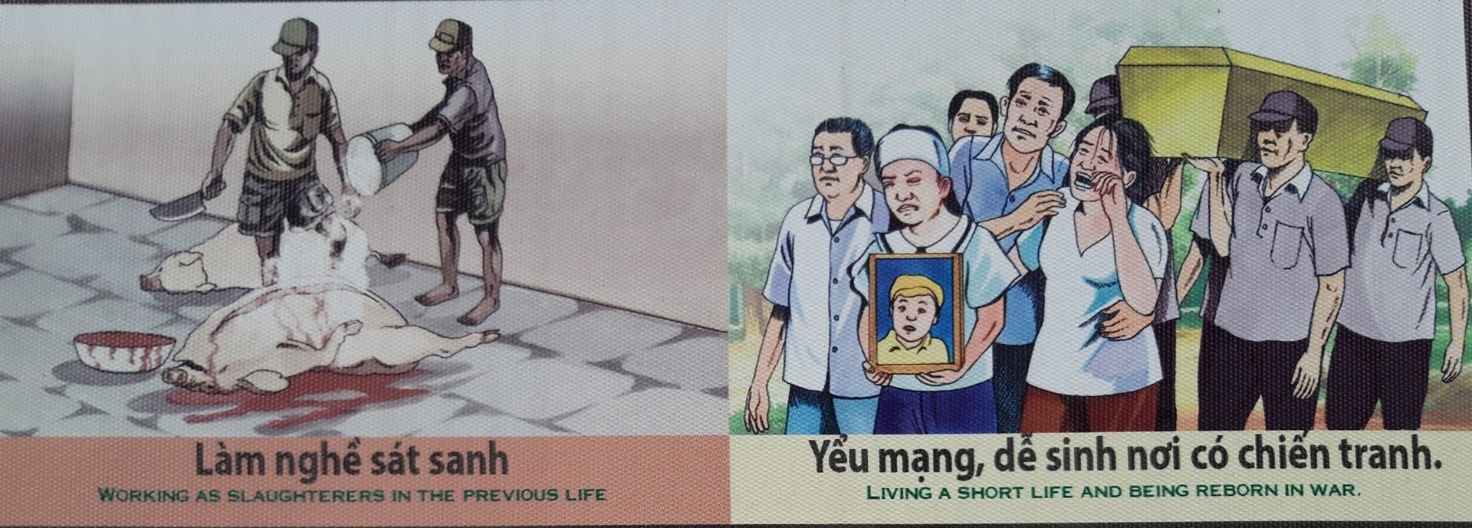 Làm nghề sát sanh
WORKING AS SLAUGHTERERS IN THE PREVIOUS LIFE
Yểu mạng, dễ sinh nơi có chiến tranh.
LIVING A SHORT LIFE AND BEING REBORN IN WAR.